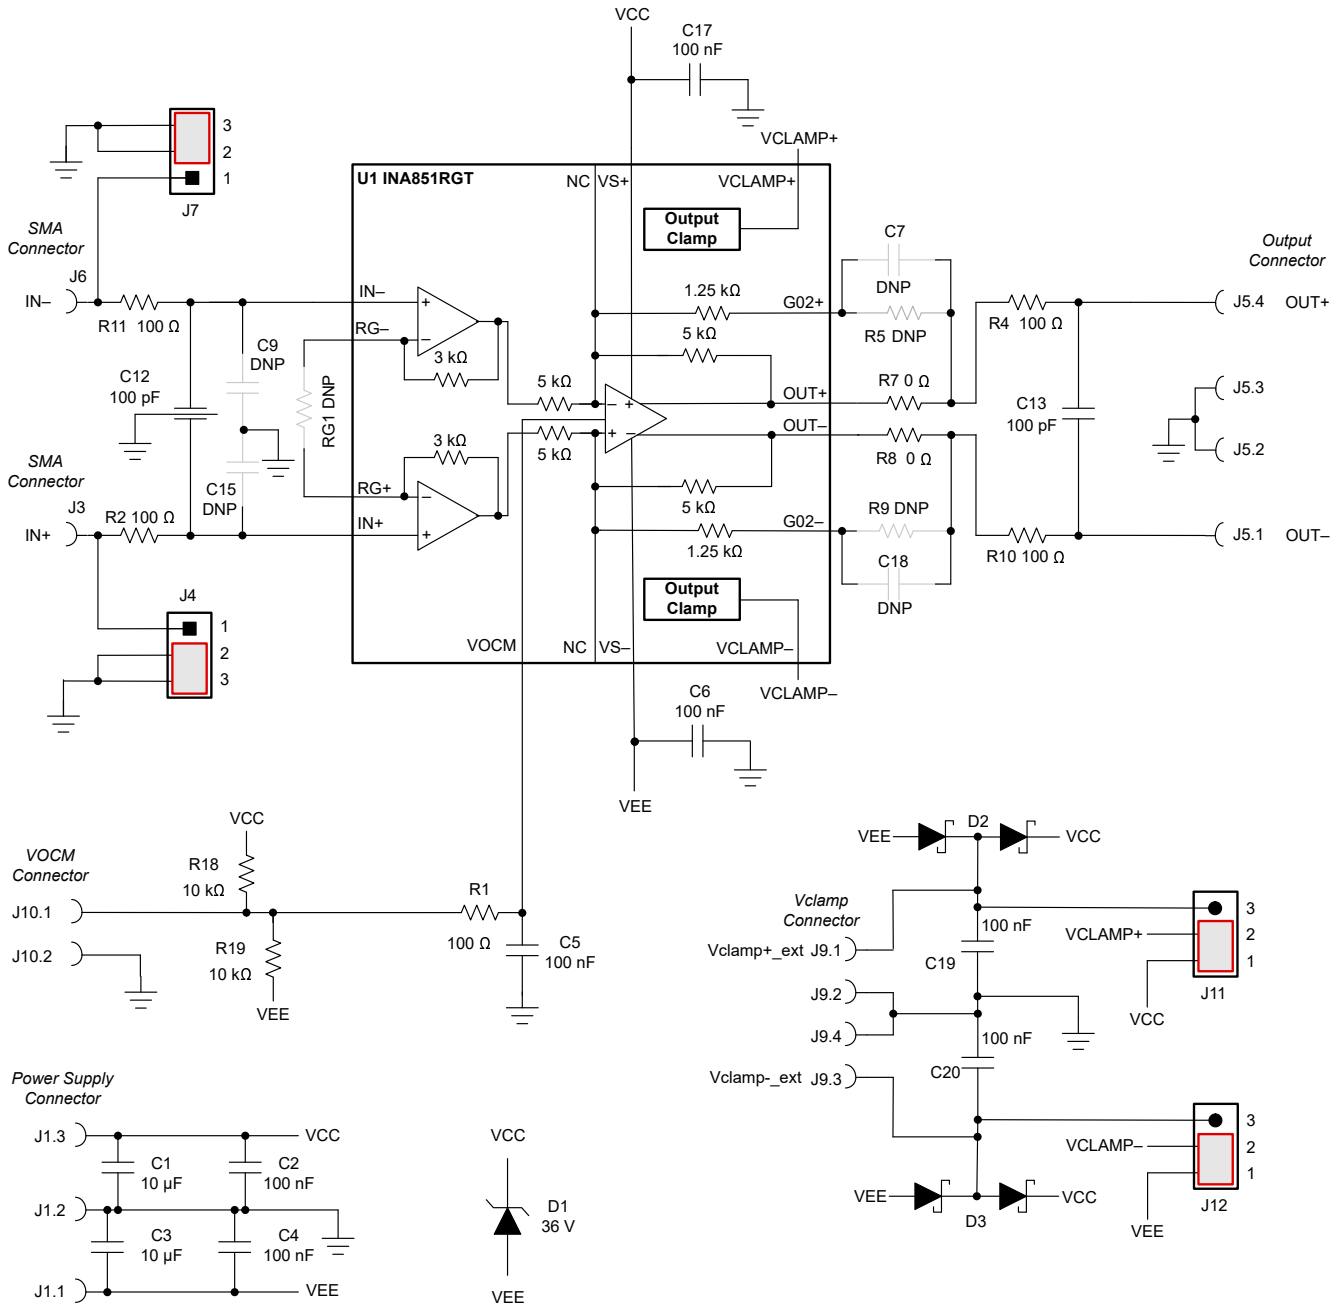 VCC
C17
100 nF
VCLAMP+
3
2
1
J7
U1 INA851RGT
NC
VS+
VCLAMP+
Output
Clamp
SMA
Connector
J6
IN–
R11 100 Ω
IN–
RG–
3 kΩ
1.25 kΩ
G02+
5 kΩ
C7
DNP
R5 DNP
Output
Connector
R4 100 Ω
J5.4 OUT+
C9
DNP
C12
100 pF
RG1 DNP
5 kΩ
OUT+
R7 0 Ω
OUT–
R8 0 Ω
C13
100 pF
J5.3
J5.2
SMA
Connector
J3
IN+
R2 100 Ω
C15
DNP
3 kΩ
5 kΩ
RG+
IN+
5 kΩ
G02–
1.25 kΩ
R9 DNP
C18
DNP
R10 100 Ω
J5.1 OUT–
+
–
–
+
–
+
+
–
J4
1
2
3
Output
Clamp
VOCM
NC
VS–
VCLAMP–
VCLAMP–
C6
100 nF
VEE
VCC
VOCM
Connector
R18
10 kΩ
J10.1
J10.2
R19
10 kΩ
VEE
R1
100 Ω
C5
100 nF
D2
VEE
VCC
Vclamp
Connector
100 nF
C19
Vclamp+_ext J9.1
J9.2
J9.4
100 nF
C20
Vclamp-_ext J9.3
3
VCLAMP+
2
1
J11
VCC
3
VCLAMP–
2
1
J12
VEE
VEE
VCC
D3
Power Supply
Connector
J1.3
VCC
C1
10 µF
C2
100 nF
J1.2
C3
10 µF
C4
100 nF
J1.1
VEE
VCC
D1
36 V
VEE